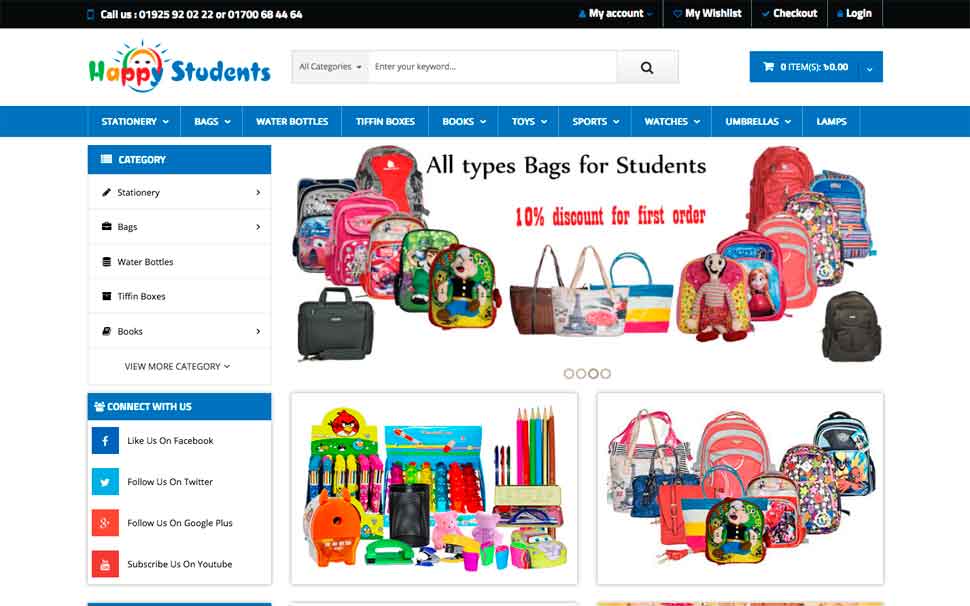 Call us : 01925 92 02 22 or 01700 68 44 64
My account
My Wishlist
Checkout
Login
Happy Students
All Categories
Enter your keyword...
0 ITEM(S): ৳0.00
STATIONERY
BAGS
WATER BOTTLES
TIFFIN BOXES
BOOKS
TOYS
SPORTS
WATCHES
UMBRELLAS
LAMPS
CATEGORY
Stationery
Bags
Water Bottles
Tiffin Boxes
Books
VIEW MORE CATEGORY
All types Bags for Students
10% discount for first order
CONNECT WITH US
Like Us On Facebook
Follow Us On Twitter
Follow Us On Google Plus
Subscribe Us On Youtube